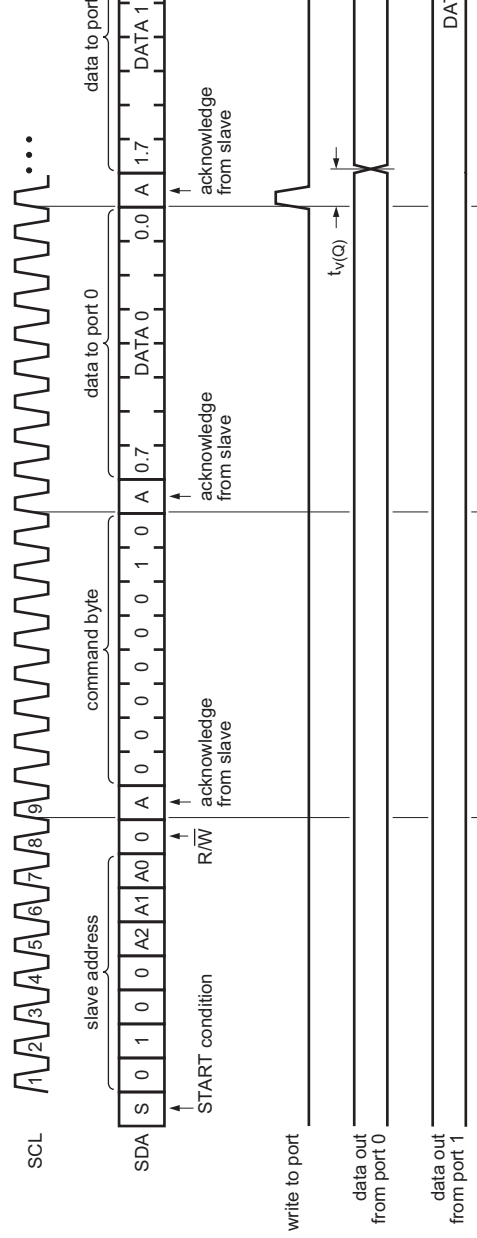 SCL 1 2 3 4 5 6 7 8 9 •••
slave address command byte data to port 0 data to port
SDA S 0 1 0 0 A2 A1 A0 0 A 0 0 0 0 0 0 1 0 A 0.7 DATA 0 0.0 A 1.7 DATA 1
START condition R/W̅ acknowledge acknowledge acknowledge
from slave from slave from slave
write to port
tv(Q)
data out
from port 0
data out
from port 1